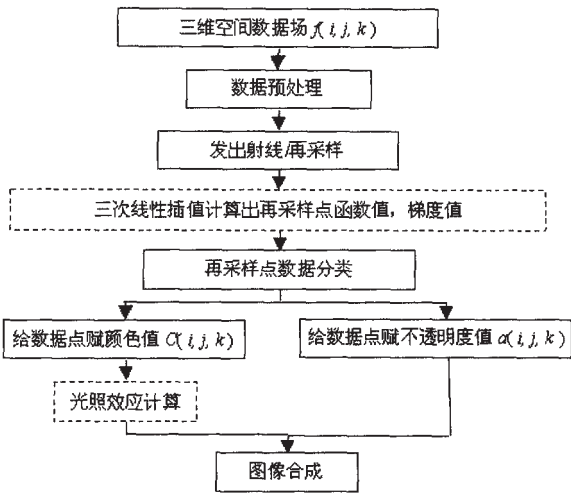 三维空间数据场 f(i,j,k)
数据预处理
发出射线/再采样
三次线性插值计算出再采样点函数值，梯度值
再采样点数据分类
给数据点赋颜色值 C(i,j,k)
给数据点赋不透明度值 α(i,j,k)
光照效应计算
图像合成